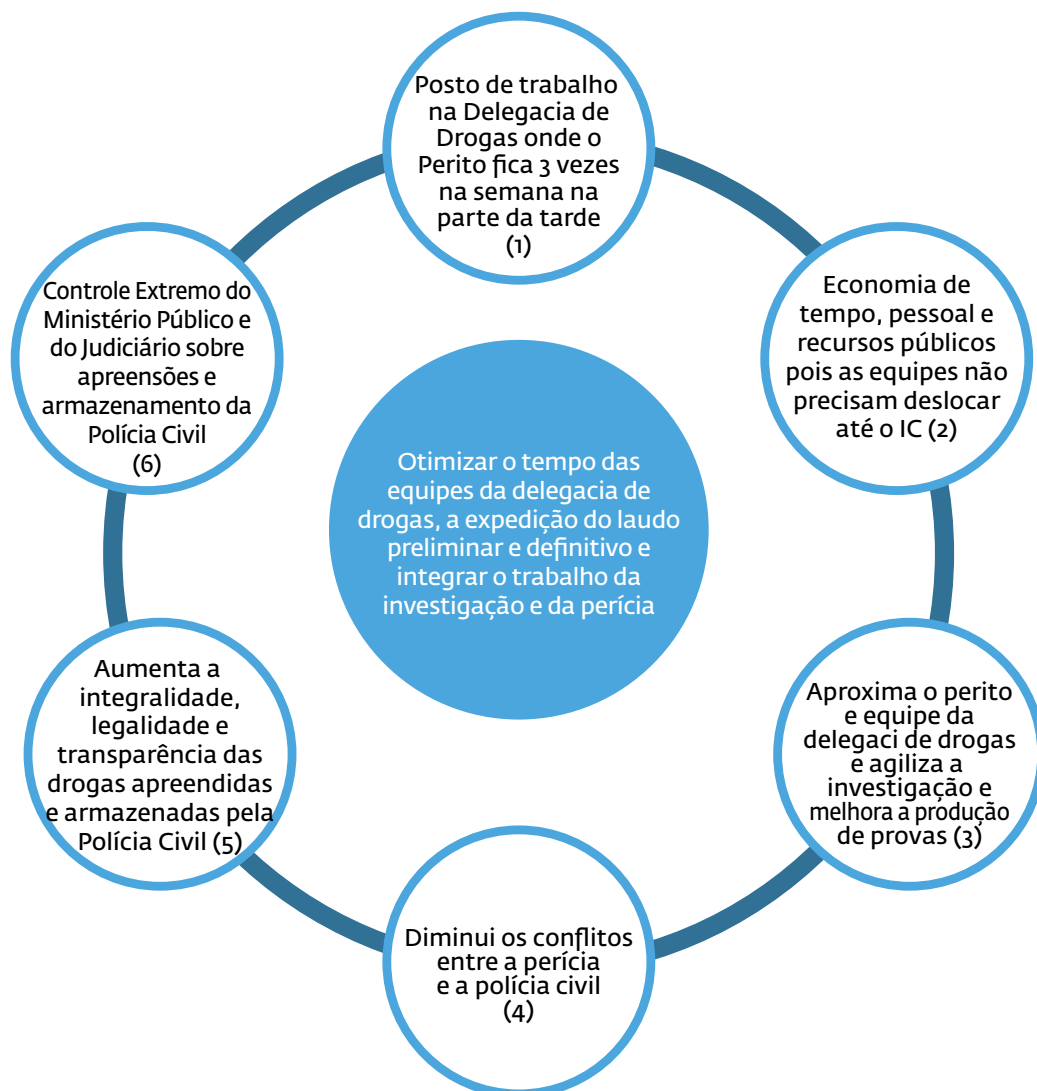 Posto de trabalho
na Delegacia de
Drogas onde o
Perito fica 3 vezes
na semana na
parte da tarde
(1)
Economia de
tempo, pessoal e
recursos públicos
pois as equipes não
precisam deslocar
até o IC (2)
Aproxima o perito
e equipe da
delegaci de drogas
e agiliza a
investigação e
melhora a produção
de provas (3)
Diminui os conflitos
entre a perícia
e a polícia civil
(4)
Aumenta a
integralidade,
legalidade e
transparência das
drogas apreendidas
e armazenadas pela
Polícia Civil (5)
Controle Extremo do
Ministério Público e
do Judiciário sobre
apreensões e
armazenamento da
Polícia Civil
(6)
Otimizar o tempo das
equipes da delegacia de
drogas, a expedição do laudo
preliminar e definitivo e
integrar o trabalho da
investigação e da perícia